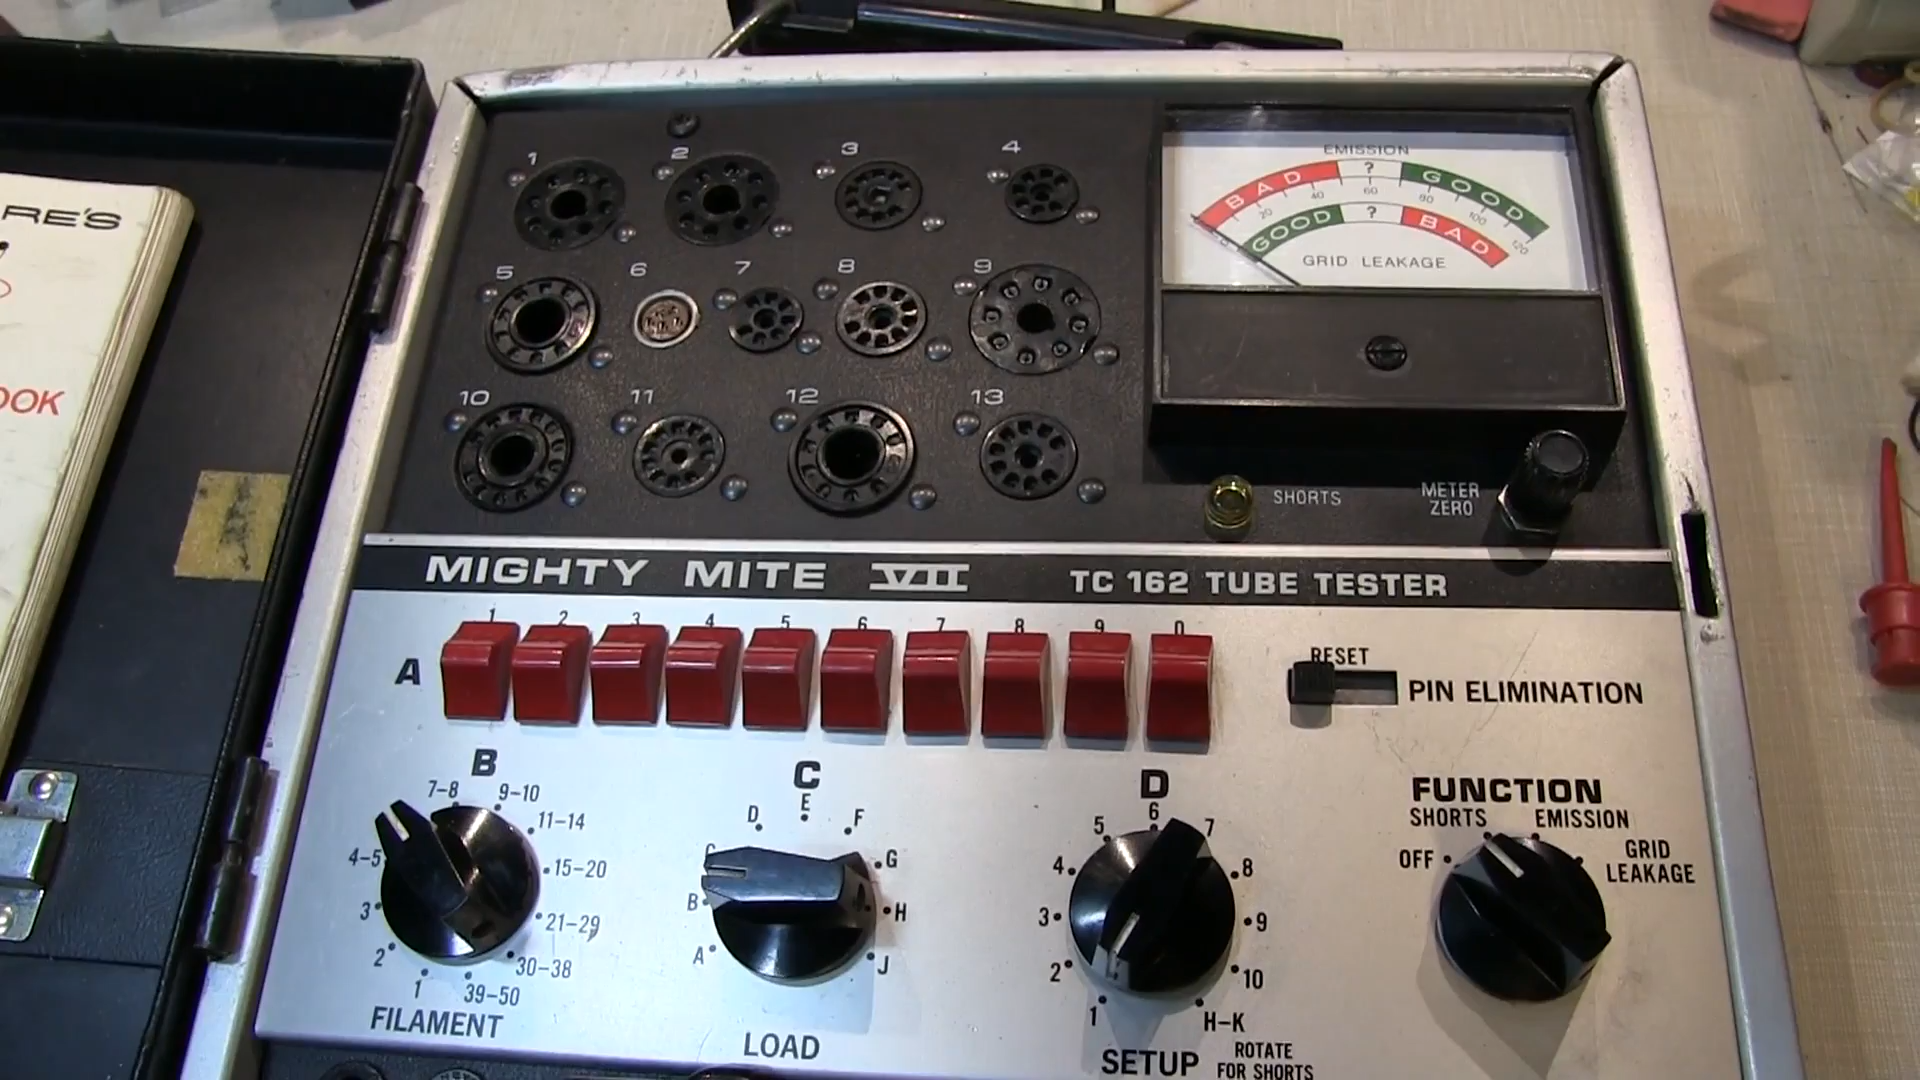 RE'S
OOK
1 2 3 4
5 6 7 8 9
10 11 12 13
EMISSION
BAD ? GOOD
20 40 60 80 100 120
GOOD ? BAD
GRID LEAKAGE
SHORTS
METER
ZERO
MIGHTY MITE VII TC 162 TUBE TESTER
1 2 3 4 5 6 7 8 9 0
A
RESET
PIN ELIMINATION
B
7-8 9-10
11-14
4-5 15-20
3 21-29
2 30-38
1 39-50
FILAMENT
C
D E F
C G
B H
A J
LOAD
D
5 6 7
4 8
3 9
2 10
1 H-K
SETUP
ROTATE
FOR SHORTS
FUNCTION
SHORTS EMISSION
OFF GRID
LEAKAGE